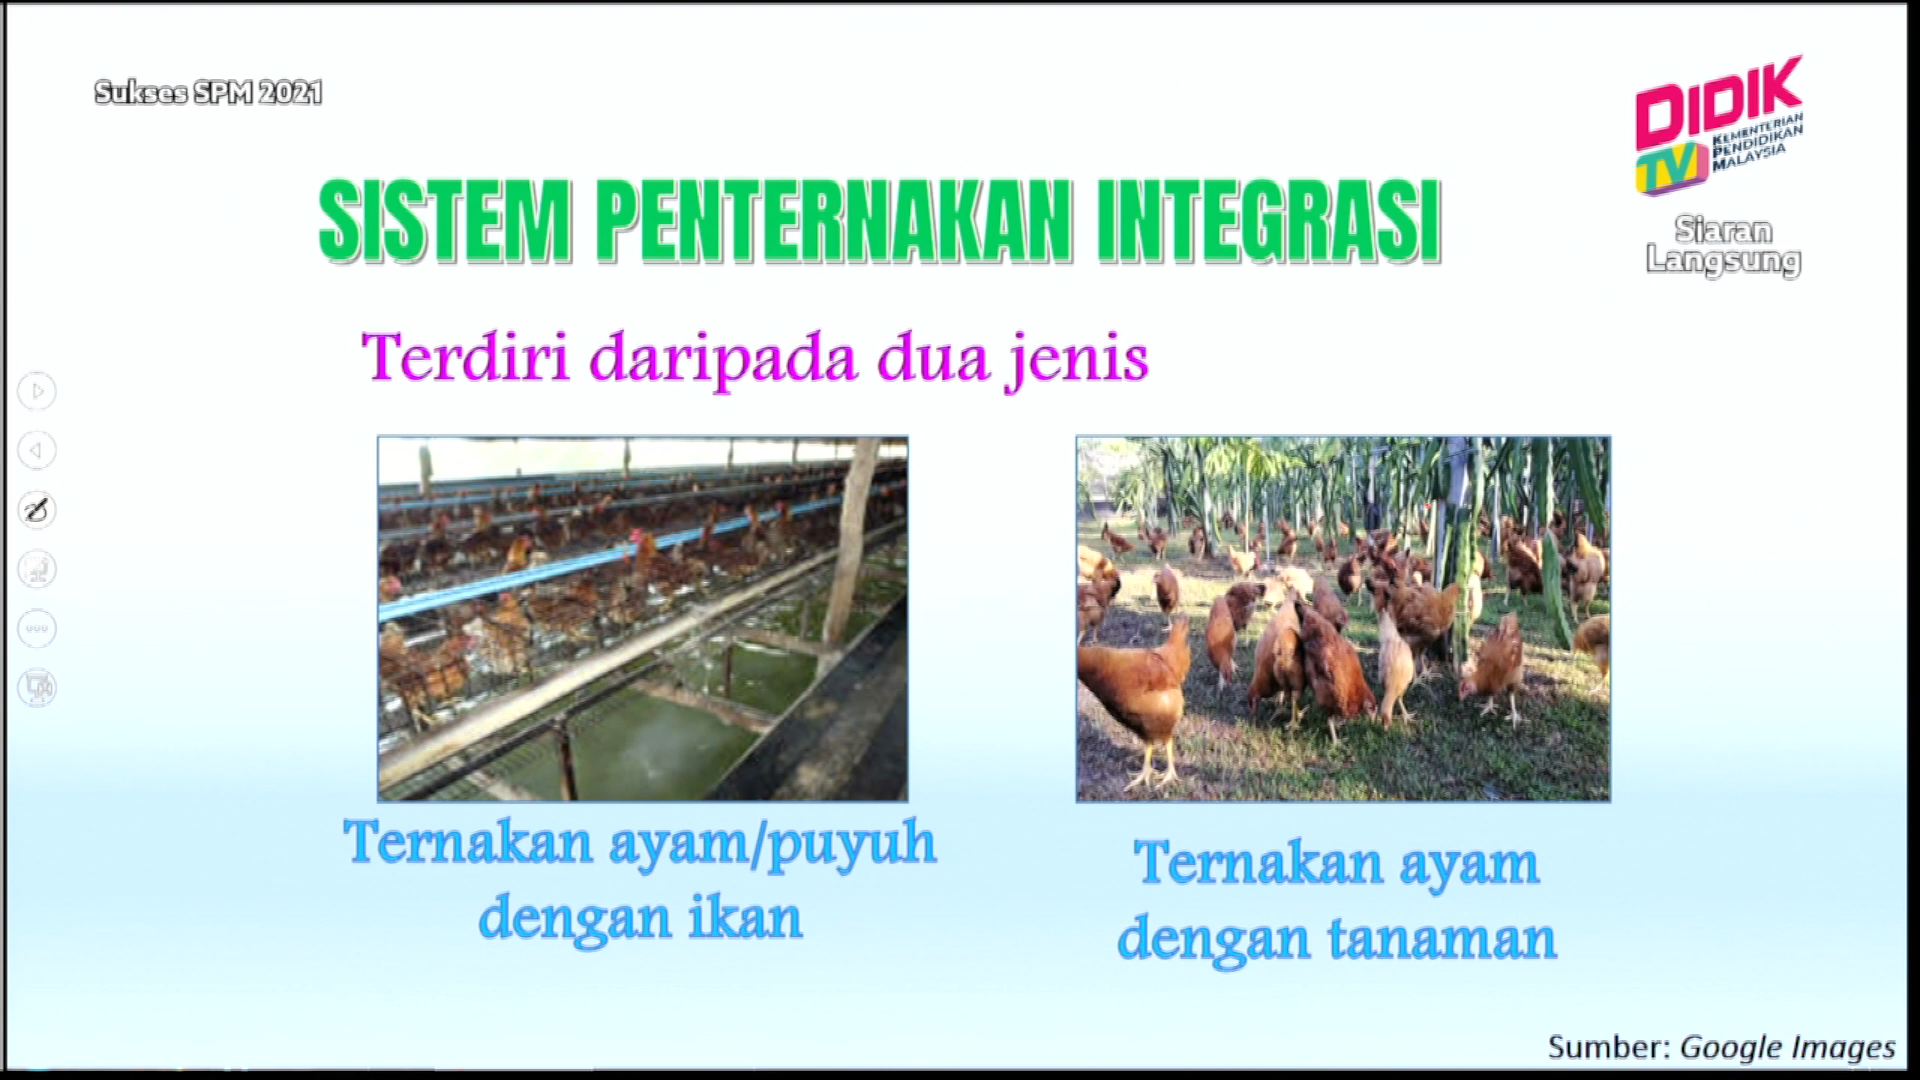 Sukses SPM 2021
DIDIK
TV
KEMENTERIAN
PENDIDIKAN
MALAYSIA
Siaran
Langsung
SISTEM PENTERNAKAN INTEGRASI
Terdiri daripada dua jenis
Ternakan ayam/puyuh
dengan ikan
Ternakan ayam
dengan tanaman
Sumber: Google Images